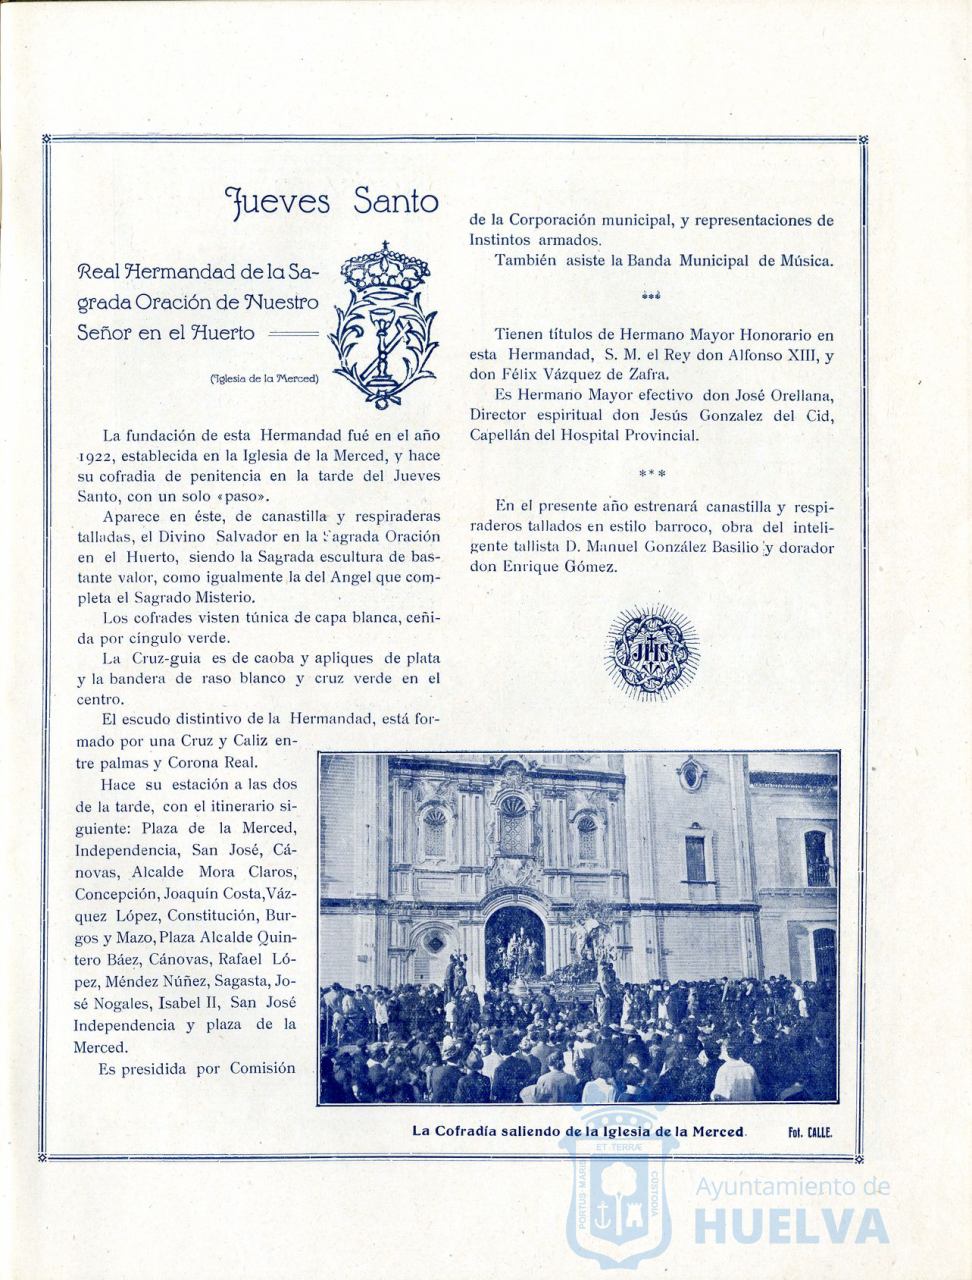 Jueves Santo
Real Hermandad de la Sa-
grada Oración de Nuestro
Señor en el Huerto
(Iglesia de la Merced)
La fundación de esta Hermandad fué en el año
1922, establecida en la Iglesia de la Merced, y hace
su cofradia de penitencia en la tarde del Jueves
Santo, con un solo «paso».
Aparece en éste, de canastilla y respiraderas
talladas, el Divino Salvador en la Sagrada Oración
en el Huerto, siendo la Sagrada escultura de bas-
tante valor, como igualmente la del Angel que com-
pleta el Sagrado Misterio.
Los cofrades visten túnica de capa blanca, ceñi-
da por cíngulo verde.
La Cruz-guia es de caoba y apliques de plata
y la bandera de raso blanco y cruz verde en el
centro.
El escudo distintivo de la Hermandad, está for-
mado por una Cruz y Caliz en-
tre palmas y Corona Real.
Hace su estación a las dos
de la tarde, con el itinerario si-
guiente: Plaza de la Merced,
Independencia, San José, Cá-
novas, Alcalde Mora Claros,
Concepción, Joaquín Costa, Váz-
quez López, Constitución, Bur-
gos y Mazo, Plaza Alcalde Quin-
tero Báez, Cánovas, Rafael Ló-
pez, Méndez Núñez, Sagasta, Jo-
sé Nogales, Isabel II, San José
Independencia y plaza de la
Merced.
Es presidida por Comisión
de la Corporación municipal, y representaciones de
Instintos armados.
También asiste la Banda Municipal de Música.
***
Tienen títulos de Hermano Mayor Honorario en
esta Hermandad, S. M. el Rey don Alfonso XIII, y
don Félix Vázquez de Zafra.
Es Hermano Mayor efectivo don José Orellana,
Director espiritual don Jesús Gonzalez del Cid,
Capellán del Hospital Provincial.
***
En el presente año estrenará canastilla y respi-
raderos tallados en estilo barroco, obra del inteli-
gente tallista D. Manuel González Basilio y dorador
don Enrique Gómez.
JHS
La Cofradía saliendo de la Iglesia de la Merced.
Fot. CALLE.
PORTUS MARIS
ET TERRÆ
CUSTODIA
Ayuntamiento de
HUELVA